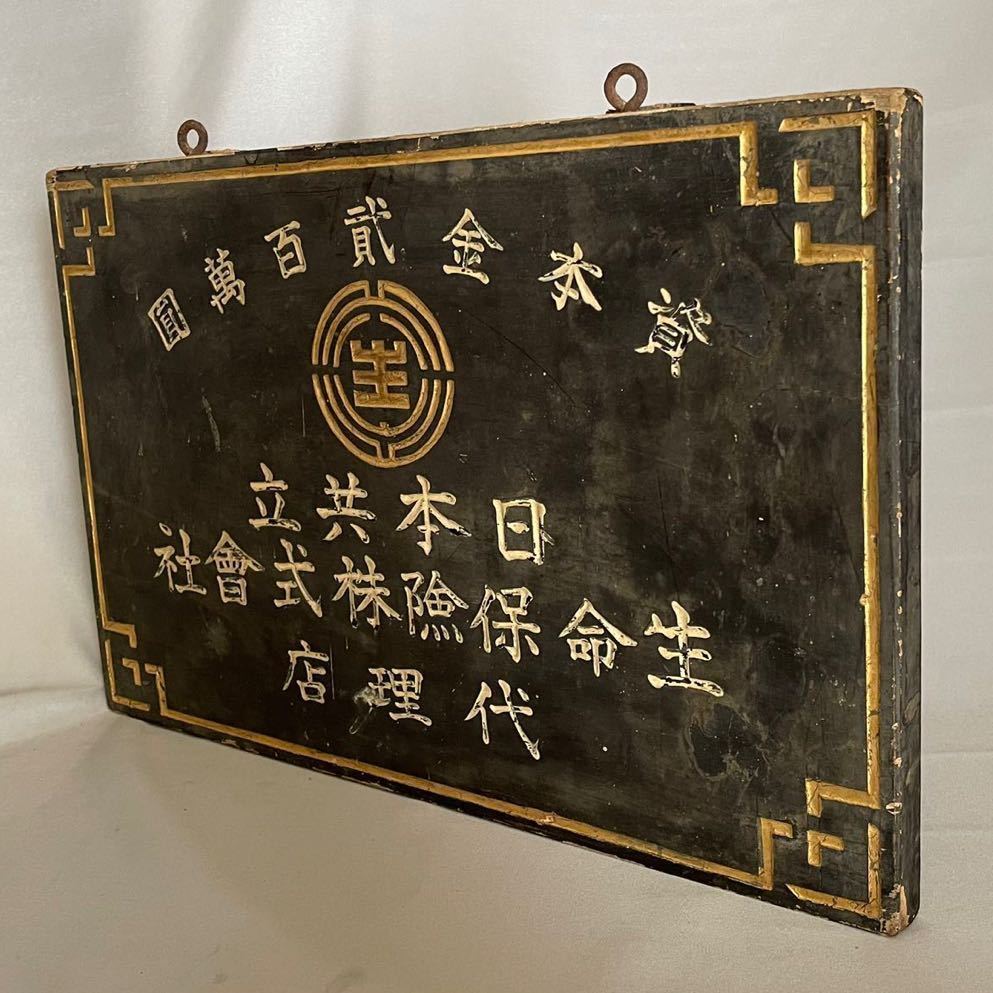 資本金貳百萬圓
生
日本共立
生命保險株式會社
代理店